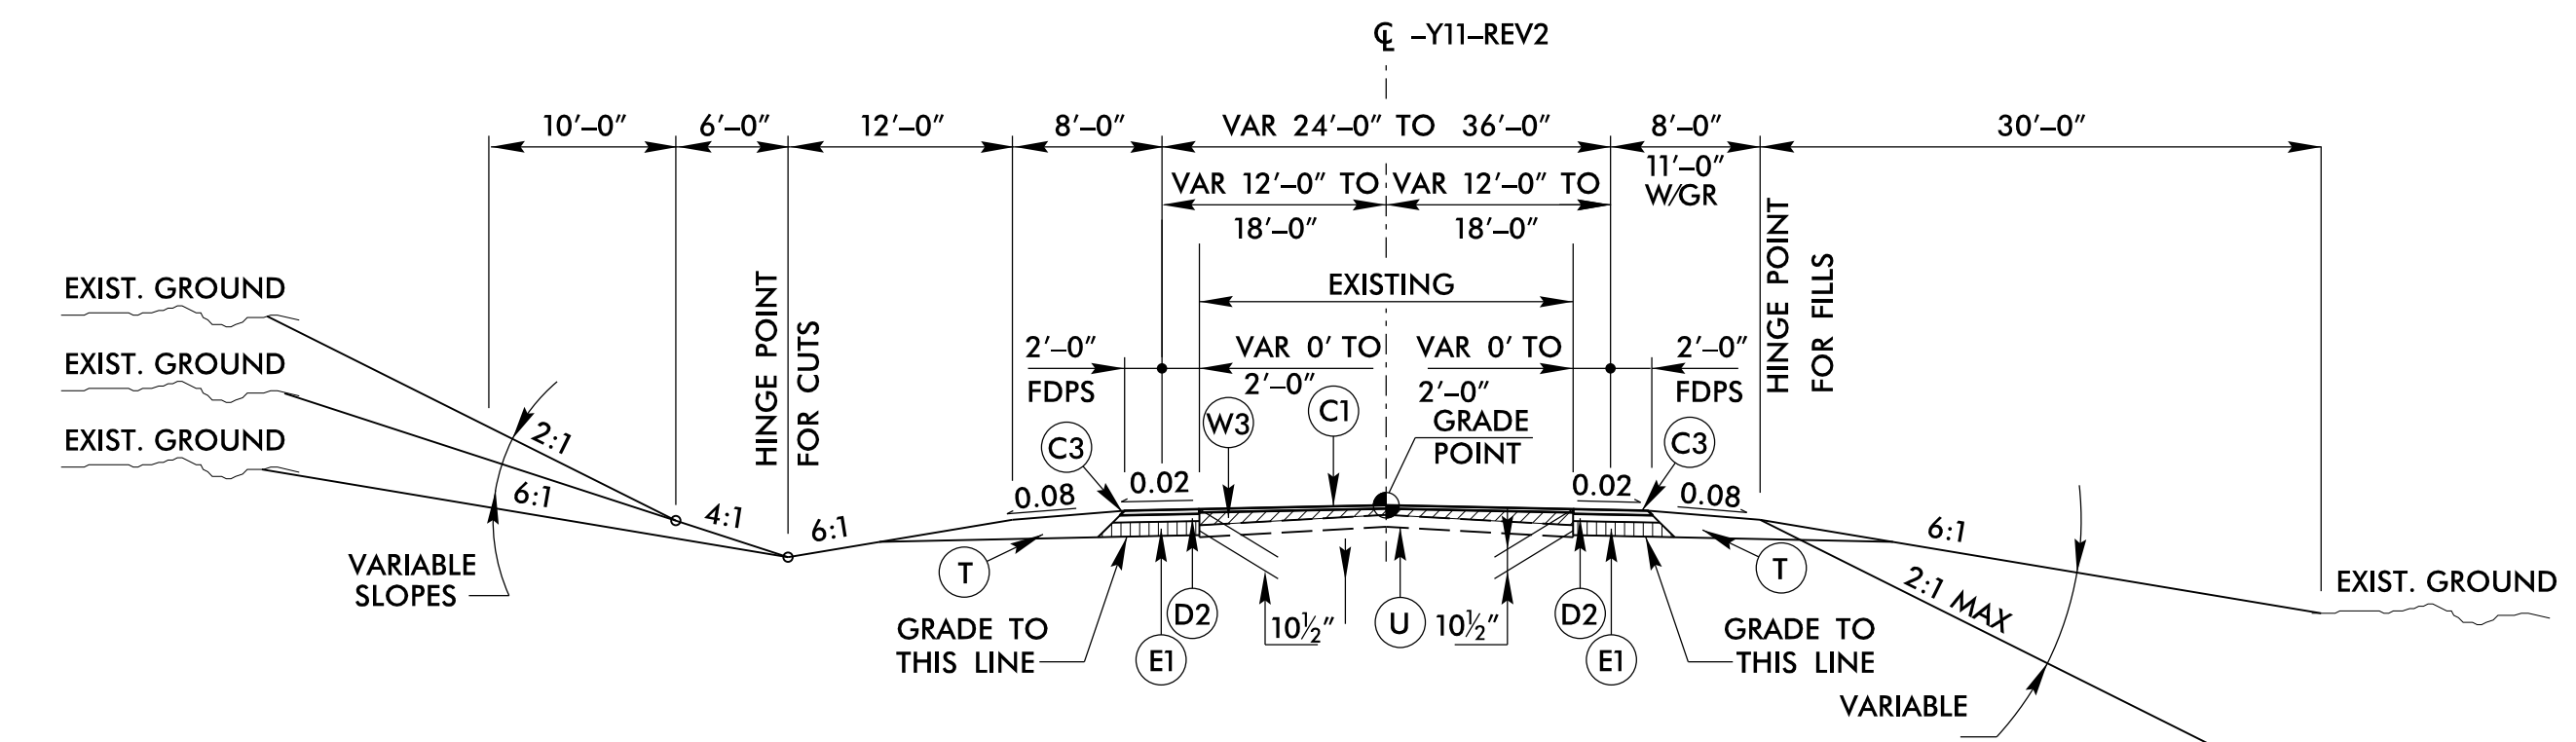 ℄ –Y11–REV2
10′–0″ 6′–0″ 12′–0″ 8′–0″ VAR 24′–0″ TO 36′–0″ 8′–0″ 30′–0″
11′–0″
W/GR
VAR 12′–0″ TO VAR 12′–0″ TO
18′–0″ 18′–0″
EXISTING
HINGE POINT
FOR CUTS
HINGE POINT
FOR FILLS
EXIST. GROUND
EXIST. GROUND
EXIST. GROUND
2′–0″ VAR 0′ TO VAR 0′ TO 2′–0″
FDPS 2′–0″ 2′–0″ FDPS
C3 W3 C1 GRADE C3
POINT
2:1
6:1
4:1
6:1
0.08 0.02 0.02 0.08
6:1
2:1 MAX
VARIABLE
SLOPES
T T
EXIST. GROUND
D2 10½″ U 10½″ D2
GRADE TO GRADE TO
THIS LINE E1 E1 THIS LINE
VARIABLE